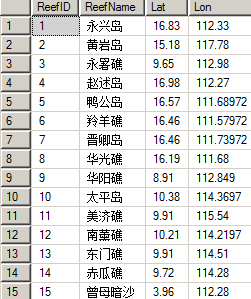 ReefID ReefName Lat Lon
1 1 永兴岛 16.83 112.33
2 2 黄岩岛 15.18 117.78
3 3 永暑礁 9.65 112.98
4 4 赵述岛 16.98 112.27
5 5 鸭公岛 16.57 111.68972
6 6 羚羊礁 16.46 111.57972
7 7 晋卿岛 16.46 111.73972
8 8 华光礁 16.19 111.68
9 9 华阳礁 8.91 112.849
10 10 太平岛 10.38 114.3697
11 11 美济礁 9.91 115.54
12 12 南薰礁 10.21 114.2197
13 13 东门礁 9.91 114.51
14 14 赤瓜礁 9.72 114.28
15 15 曾母暗沙 3.96 112.28